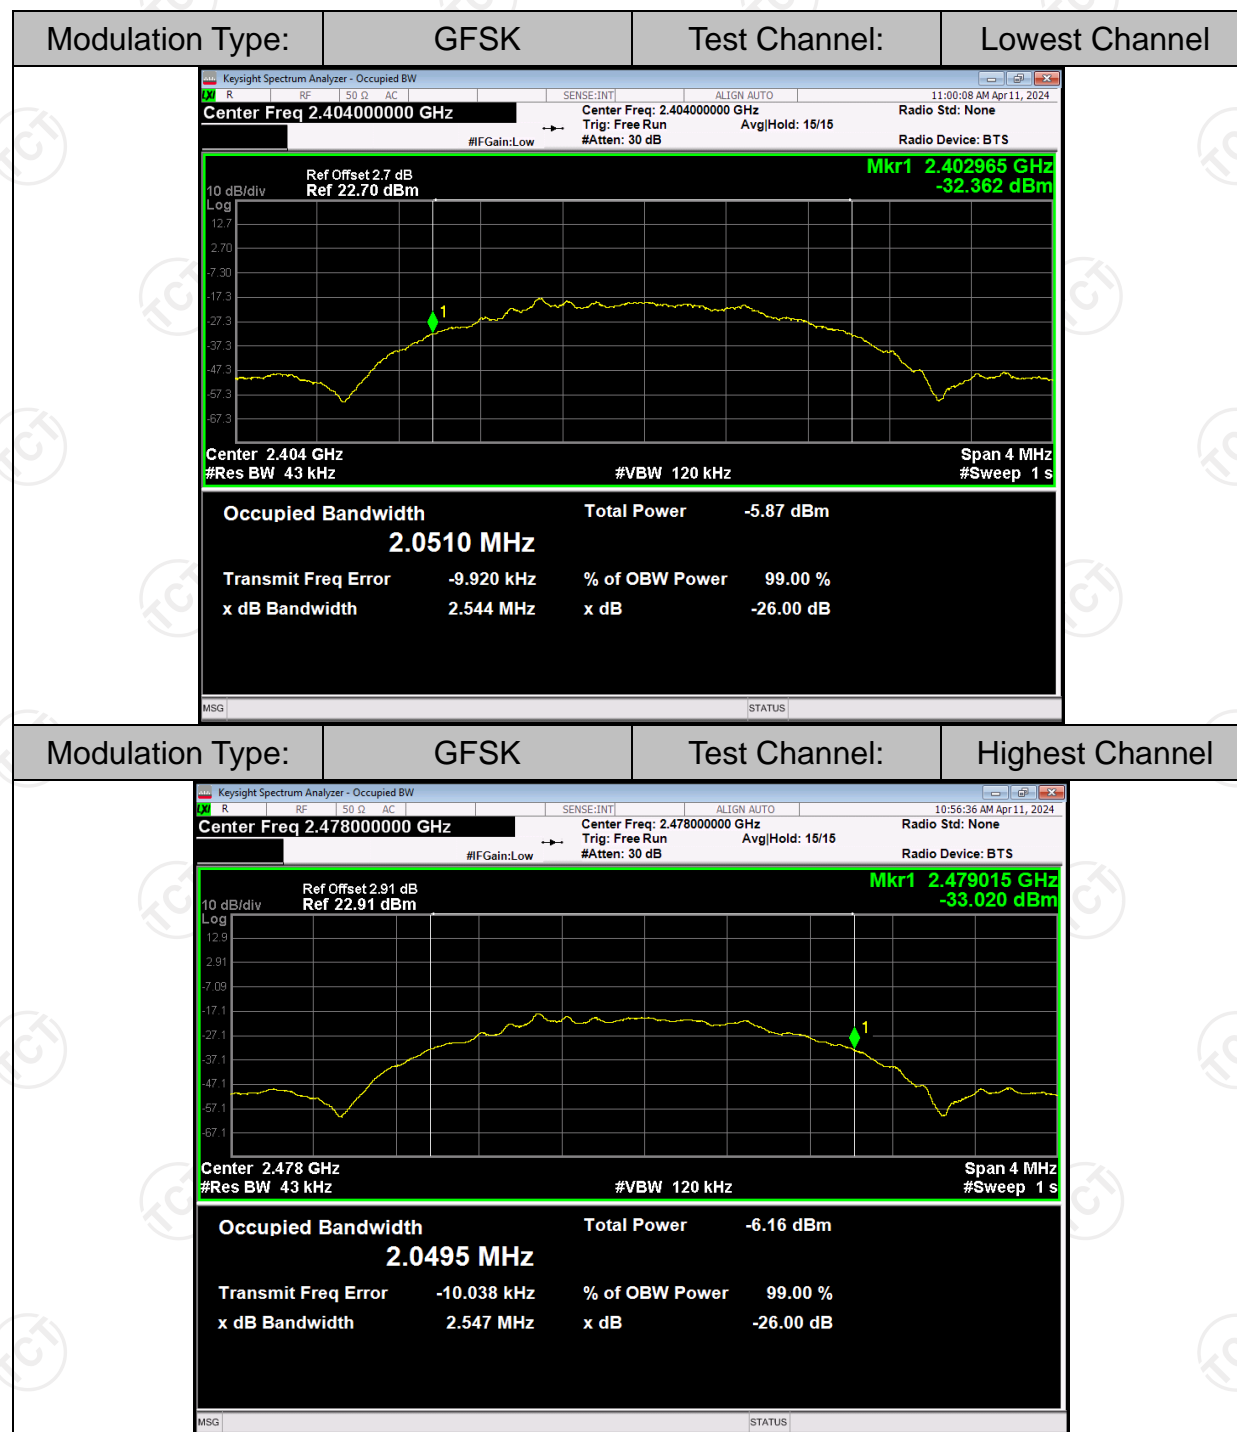 Modulation Type: GFSK Test Channel: Lowest Channel
Keysight Spectrum Analyzer - Occupied BW
LXI R RF 50 Ω AC SENSE:INT ALIGN AUTO 11:00:08 AM Apr 11, 2024
Center Freq 2.404000000 GHz Center Freq: 2.404000000 GHz Radio Std: None
Trig: Free Run Avg|Hold: 15/15
#IFGain:Low #Atten: 30 dB Radio Device: BTS
Mkr1 2.402965 GHz
-32.362 dBm
Ref Offset 2.7 dB
10 dB/div Ref 22.70 dBm
Log
12.7
2.70
-7.30
-17.3
1
-27.3
-37.3
-47.3
-57.3
-67.3
Center 2.404 GHz Span 4 MHz
#Res BW 43 kHz #VBW 120 kHz #Sweep 1 s
Occupied Bandwidth Total Power -5.87 dBm
2.0510 MHz
Transmit Freq Error -9.920 kHz % of OBW Power 99.00 %
x dB Bandwidth 2.544 MHz x dB -26.00 dB
MSG STATUS
Modulation Type: GFSK Test Channel: Highest Channel
Keysight Spectrum Analyzer - Occupied BW
LXI R RF 50 Ω AC SENSE:INT ALIGN AUTO 10:56:36 AM Apr 11, 2024
Center Freq 2.478000000 GHz Center Freq: 2.478000000 GHz Radio Std: None
Trig: Free Run Avg|Hold: 15/15
#IFGain:Low #Atten: 30 dB Radio Device: BTS
Mkr1 2.479015 GHz
-33.020 dBm
Ref Offset 2.91 dB
10 dB/div Ref 22.91 dBm
Log
12.9
2.91
-7.09
-17.1
1
-27.1
-37.1
-47.1
-57.1
-67.1
Center 2.478 GHz Span 4 MHz
#Res BW 43 kHz #VBW 120 kHz #Sweep 1 s
Occupied Bandwidth Total Power -6.16 dBm
2.0495 MHz
Transmit Freq Error -10.038 kHz % of OBW Power 99.00 %
x dB Bandwidth 2.547 MHz x dB -26.00 dB
MSG STATUS
TCT